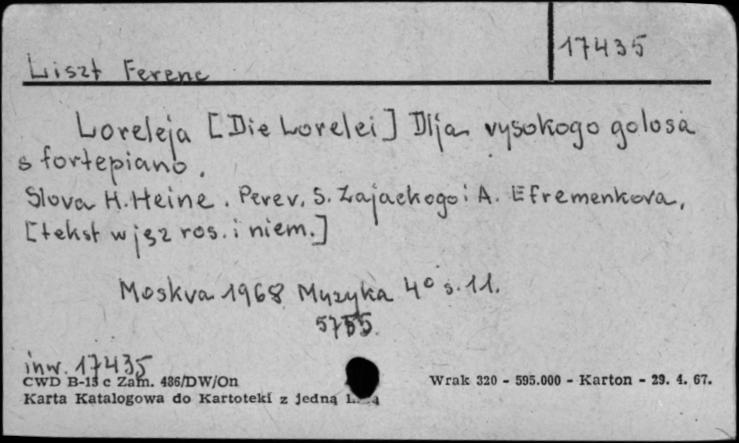 17435
Liszt Ferenc
Loreleja [Die Lorelei] Dlja vysokogo golosa
s fortepiano.
Slova H. Heine. Perev. S. Zajackogo i A. Efremenkova,
[tekst w jęz ros. i niem.]
Moskva 1968 Muzyka 4° s. 11.
5755.
inw. 17435
CWD B-13 c Zam. 436/DW/On
Wrak 320 - 595.000 - Karton - 29. 4. 67.
Karta Katalogowa do Kartoteki z jedną